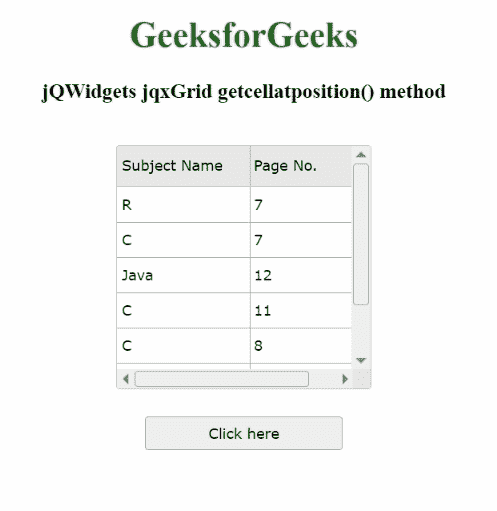 GeeksforGeeks
jQWidgets jqxGrid getcellatposition() method
Subject Name Page No.
R 7
C 7
Java 12
C 11
C 8
Click here